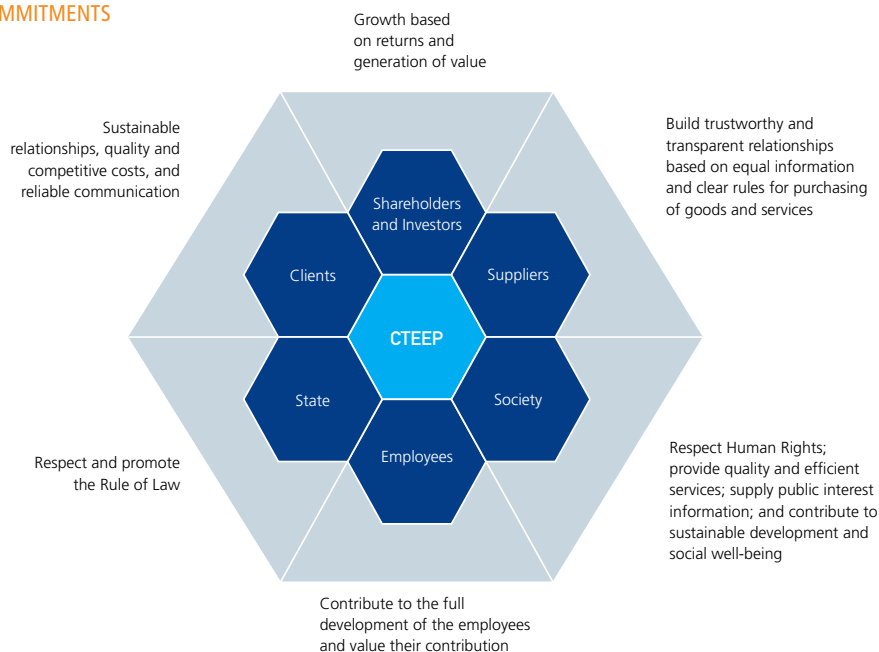 MMITMENTS
Growth based
on returns and
generation of value
Sustainable
relationships, quality and
competitive costs, and
reliable communication
Build trustworthy and
transparent relationships
based on equal information
and clear rules for purchasing
of goods and services
Shareholders
and Investors
Clients
Suppliers
CTEEP
State
Society
Employees
Respect and promote
the Rule of Law
Respect Human Rights;
provide quality and efficient
services; supply public interest
information; and contribute to
sustainable development and
social well-being
Contribute to the full
development of the employees
and value their contribution